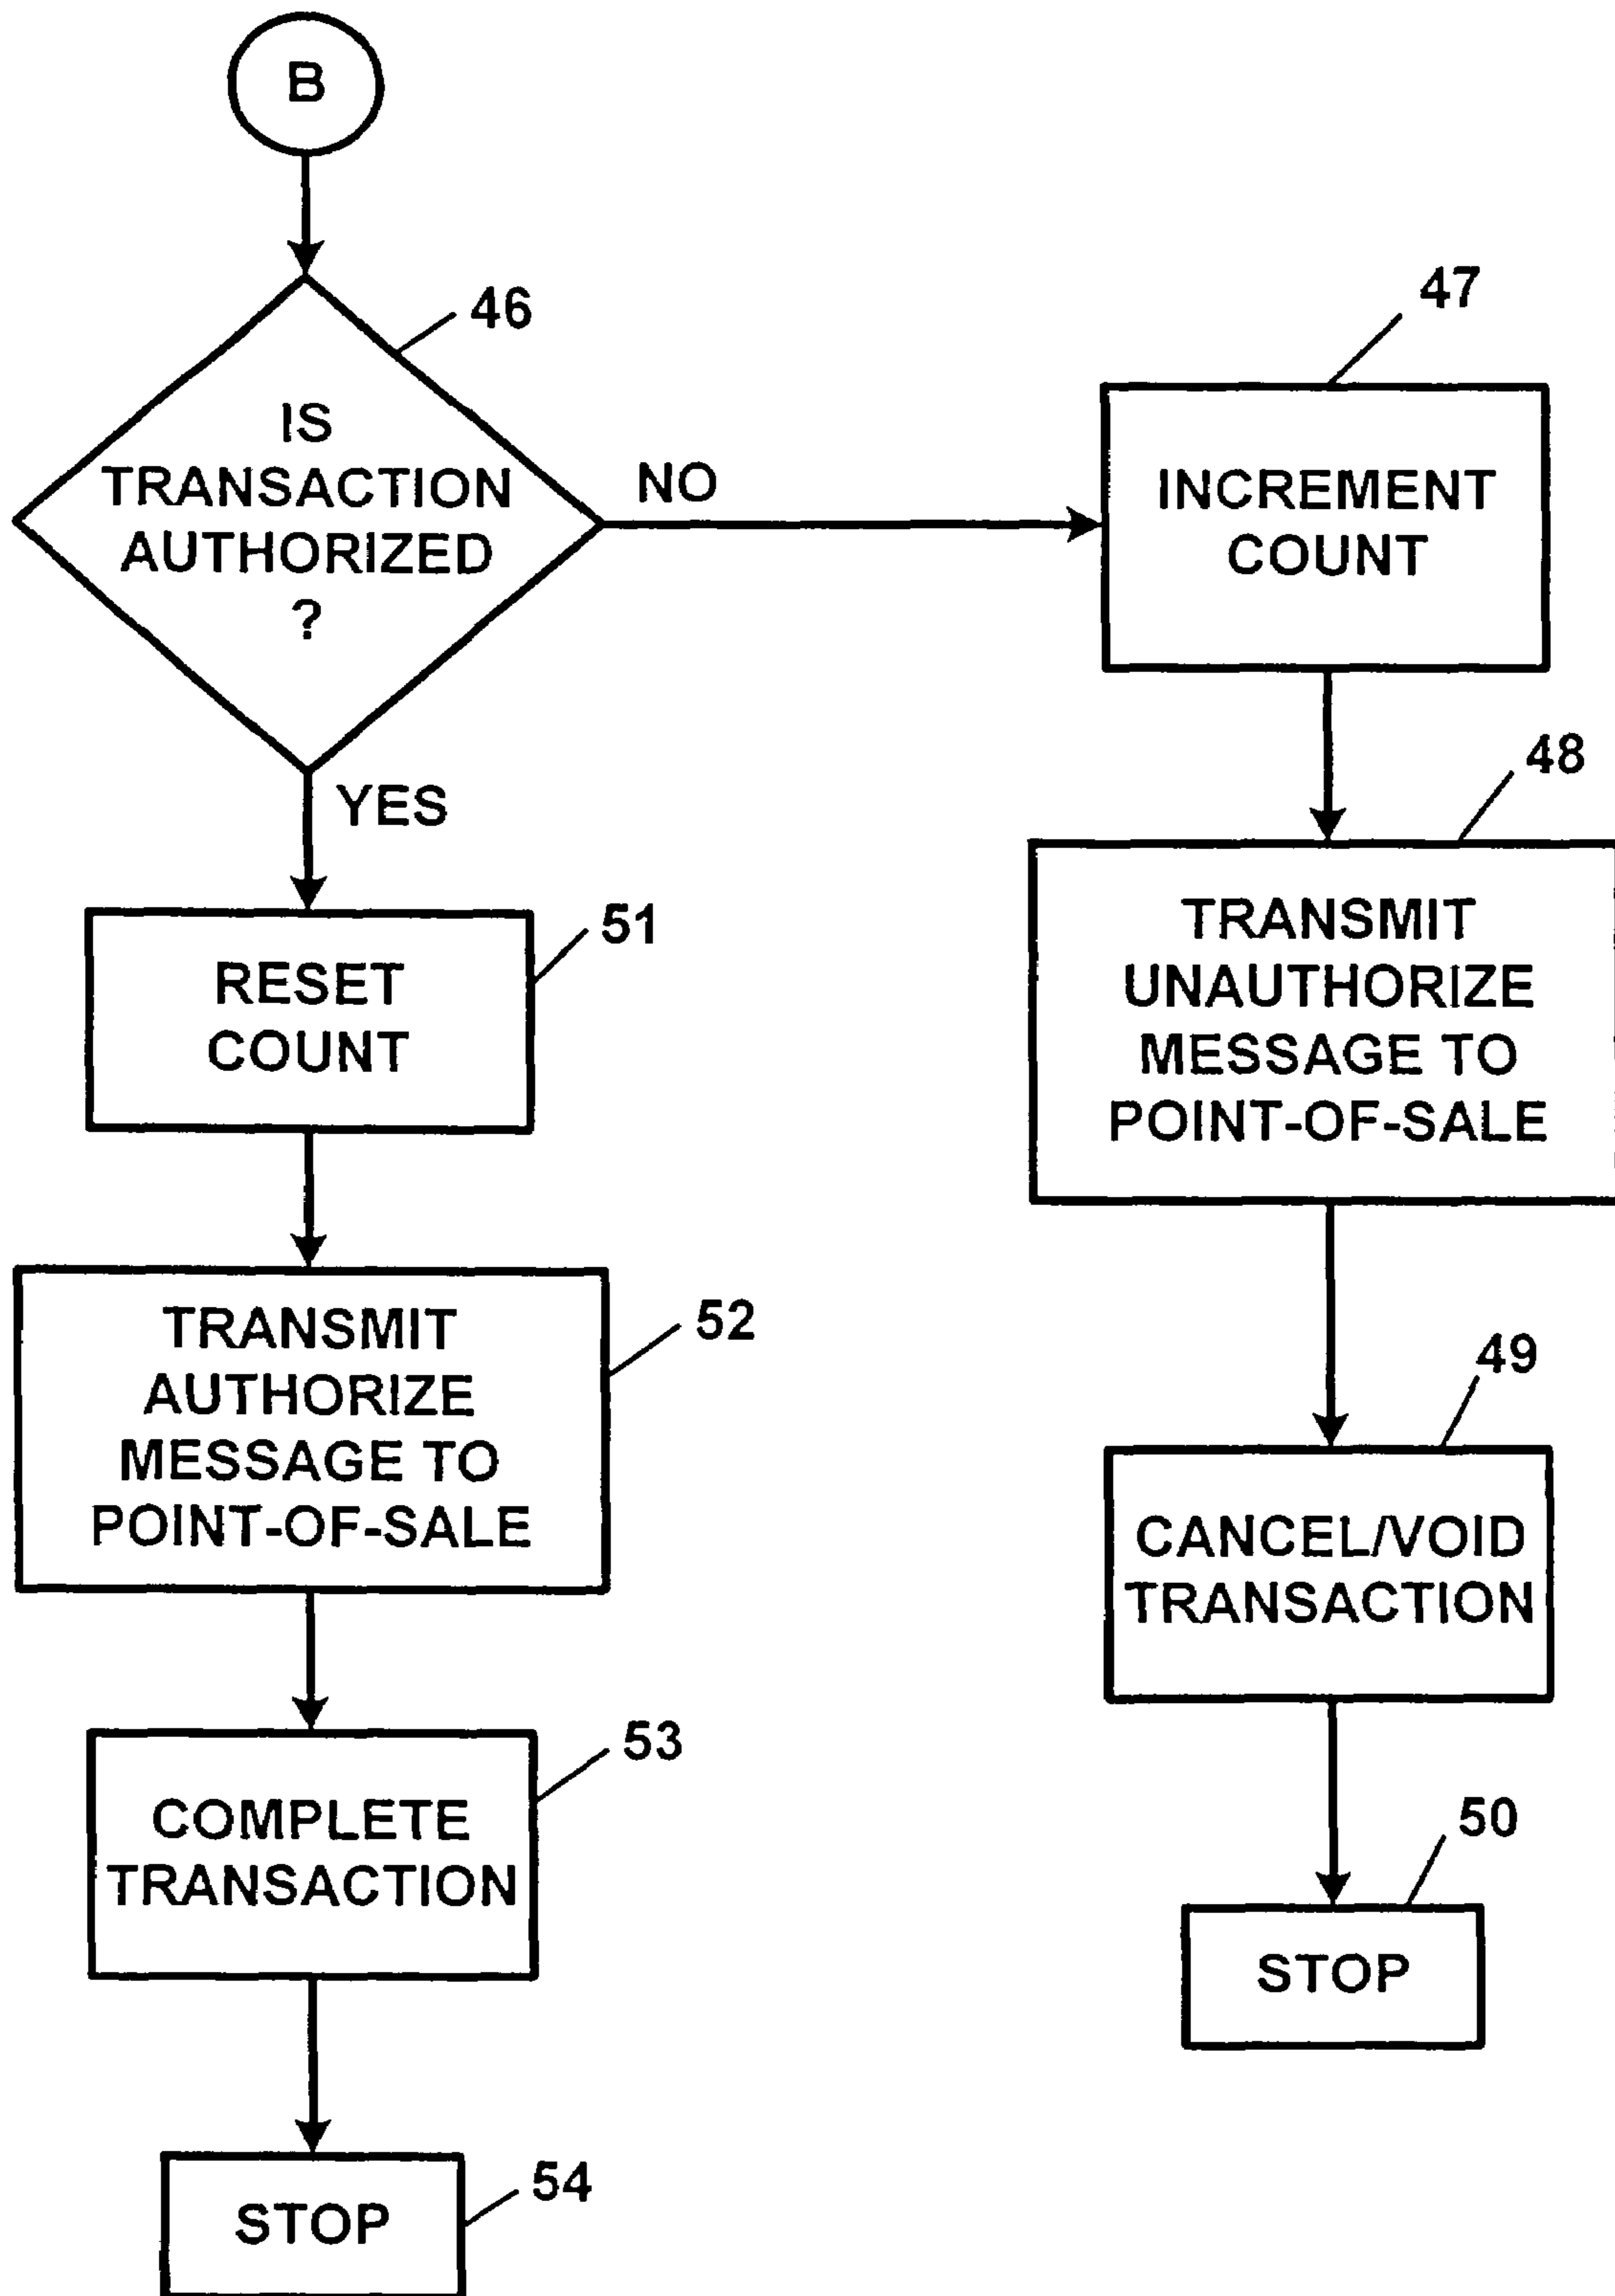 B
46
IS
TRANSACTION
AUTHORIZED
?
NO
YES
47
INCREMENT
COUNT
48
TRANSMIT
UNAUTHORIZE
MESSAGE TO
POINT-OF-SALE
49
CANCEL/VOID
TRANSACTION
50
STOP
51
RESET
COUNT
52
TRANSMIT
AUTHORIZE
MESSAGE TO
POINT-OF-SALE
53
COMPLETE
TRANSACTION
54
STOP